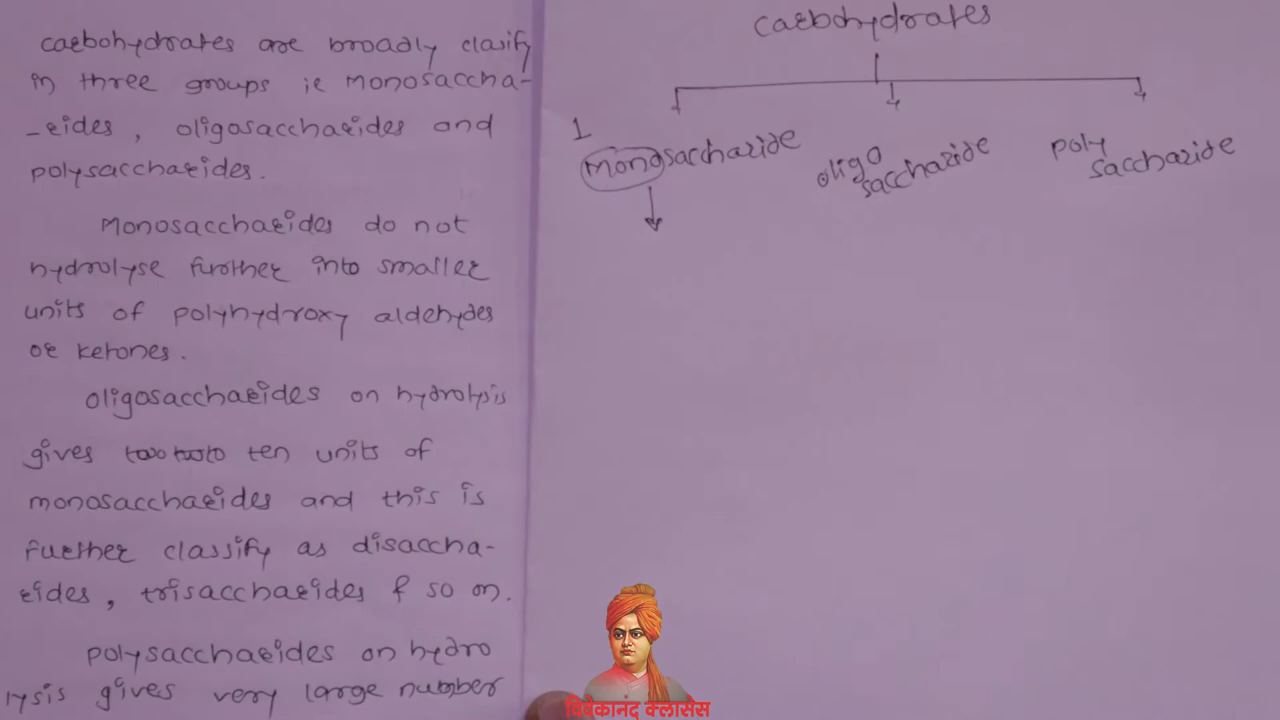 carbohydrates are broadly clasify
in three groups ie Monosaccha-
-rides, oligosaccharides and
polysaccharides.
Monosaccharides do not
hydrolyse further into smaller
units of polyhydroxy aldehydes
or ketones.
oligosaccharides on hydrolysis
gives two to ten units of
monosaccharides and this is
further classify as disaccha-
rides, trisaccharides & so on.
polysaccharides on hydro
lysis gives very large number
carbohydrates
1
Monosaccharide
oligo
saccharide
poly
saccharide
विवेकानंद क्लासेस